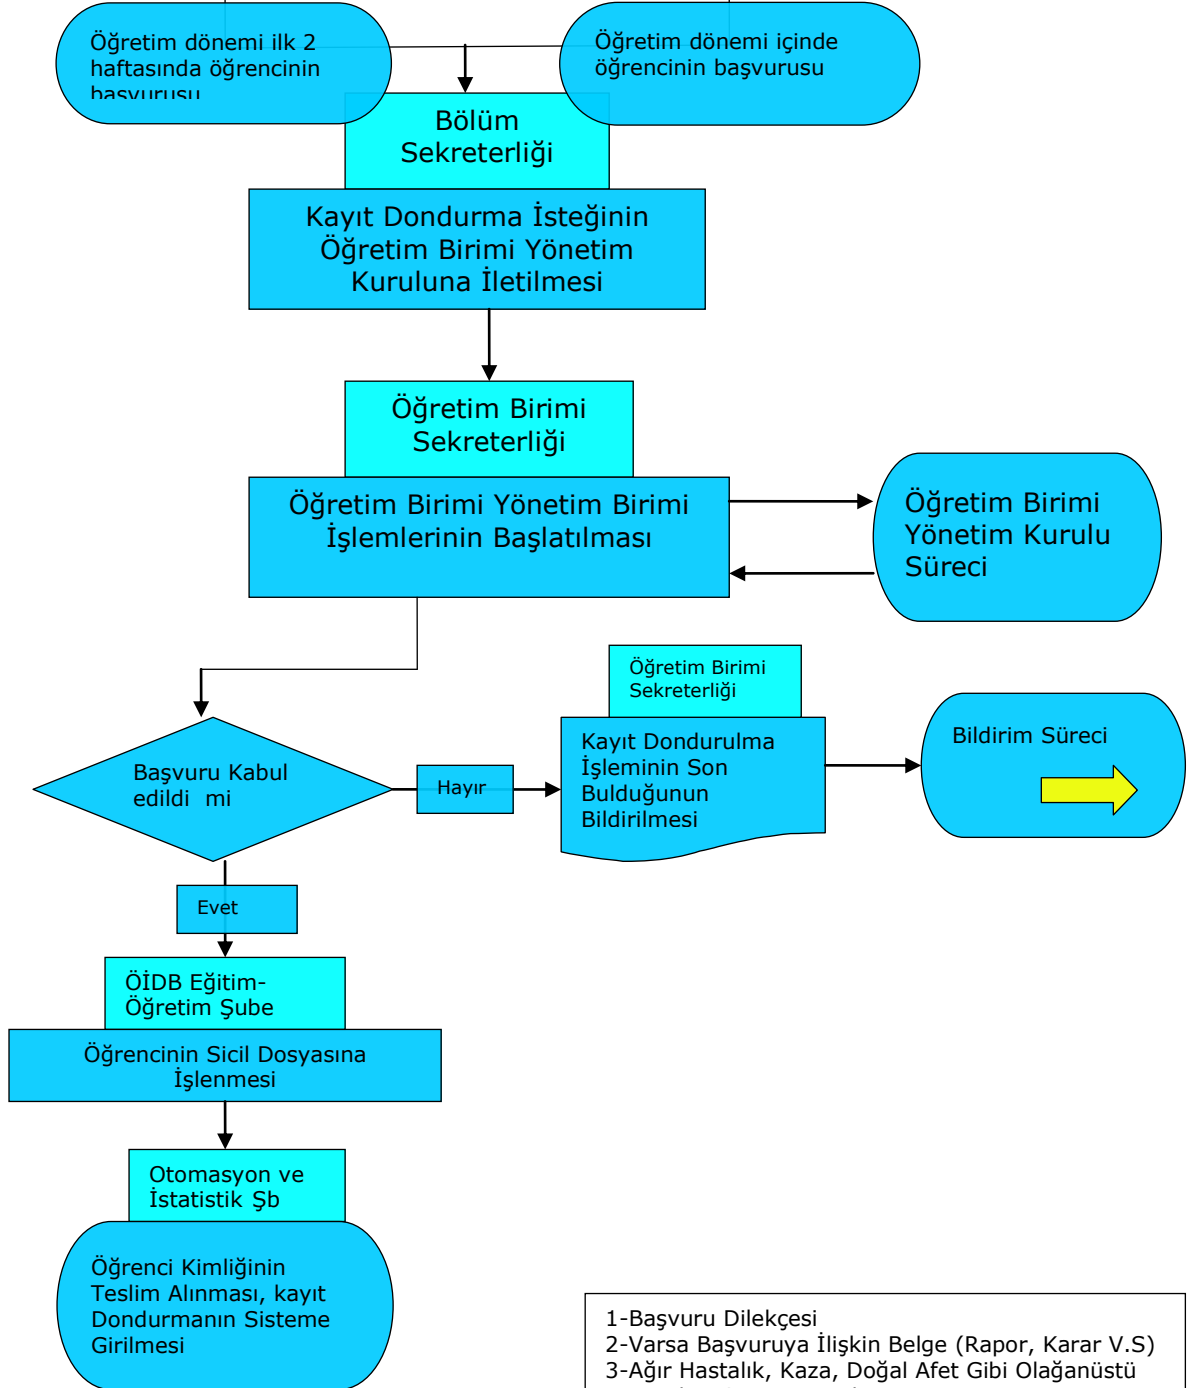 Öğretim dönemi ilk 2
haftasında öğrencinin
başvurusu
Öğretim dönemi içinde
öğrencinin başvurusu
Bölüm
Sekreterliği
Kayıt Dondurma İsteğinin
Öğretim Birimi Yönetim
Kuruluna İletilmesi
Öğretim Birimi
Sekreterliği
Öğretim Birimi Yönetim Birimi
İşlemlerinin Başlatılması
Öğretim Birimi
Yönetim Kurulu
Süreci
Öğretim Birimi
Sekreterliği
Kayıt Dondurulma
İşleminin Son
Bulduğunun
Bildirilmesi
Bildirim Süreci
Başvuru Kabul
edildi mi
Hayır
Evet
ÖİDB Eğitim-
Öğretim Şube
Öğrencinin Sicil Dosyasına
İşlenmesi
Otomasyon ve
İstatistik Şb
Öğrenci Kimliğinin
Teslim Alınması, kayıt
Dondurmanın Sisteme
Girilmesi
1-Başvuru Dilekçesi
2-Varsa Başvuruya İlişkin Belge (Rapor, Karar V.S)
3-Ağır Hastalık, Kaza, Doğal Afet Gibi Olağanüstü